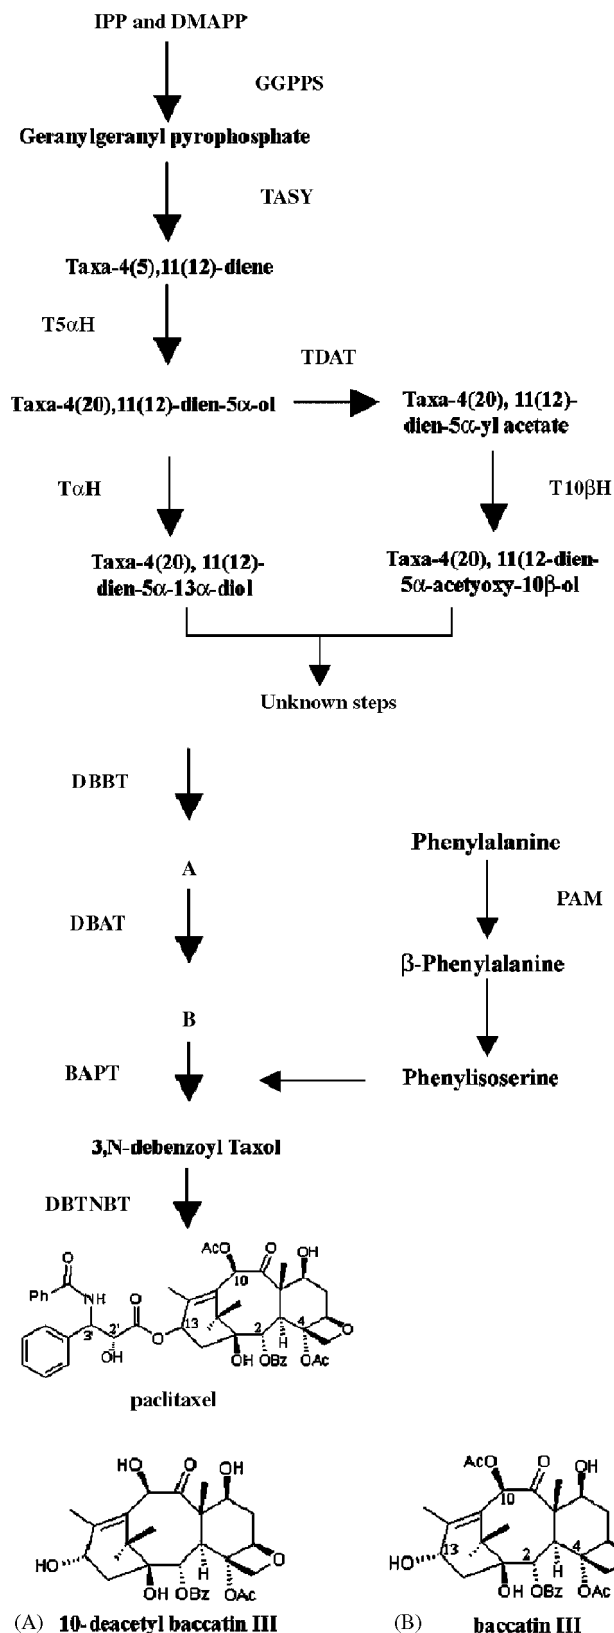 IPP and DMAPP
GGPPS
Geranylgeranyl pyrophosphate
TASY
Taxa-4(5),11(12)-diene
T5αH
TDAT
Taxa-4(20),11(12)-dien-5α-ol
Taxa-4(20), 11(12)-
dien-5α-yl acetate
TαH
T10βH
Taxa-4(20), 11(12)-
dien-5α-13α-diol
Taxa-4(20), 11(12-dien-
5α-acetyoxy-10β-ol
Unknown steps
DBBT
Phenylalanine
A
PAM
DBAT
β-Phenylalanine
B
BAPT
Phenylisoserine
3,N-debenzoyl Taxol
DBTNBT
AcO
O
OH
10
O
Ph
NH
O
3'
2'
OH
O
13
2
4
H
O
OH
OBz
OAc
paclitaxel
HO
O
OH
HO
H
O
OH
OBz
OAc
AcO
O
OH
10
13
HO
2
4
H
OH
OBz
OAc
(A) 10-deacetyl baccatin III
(B) baccatin III